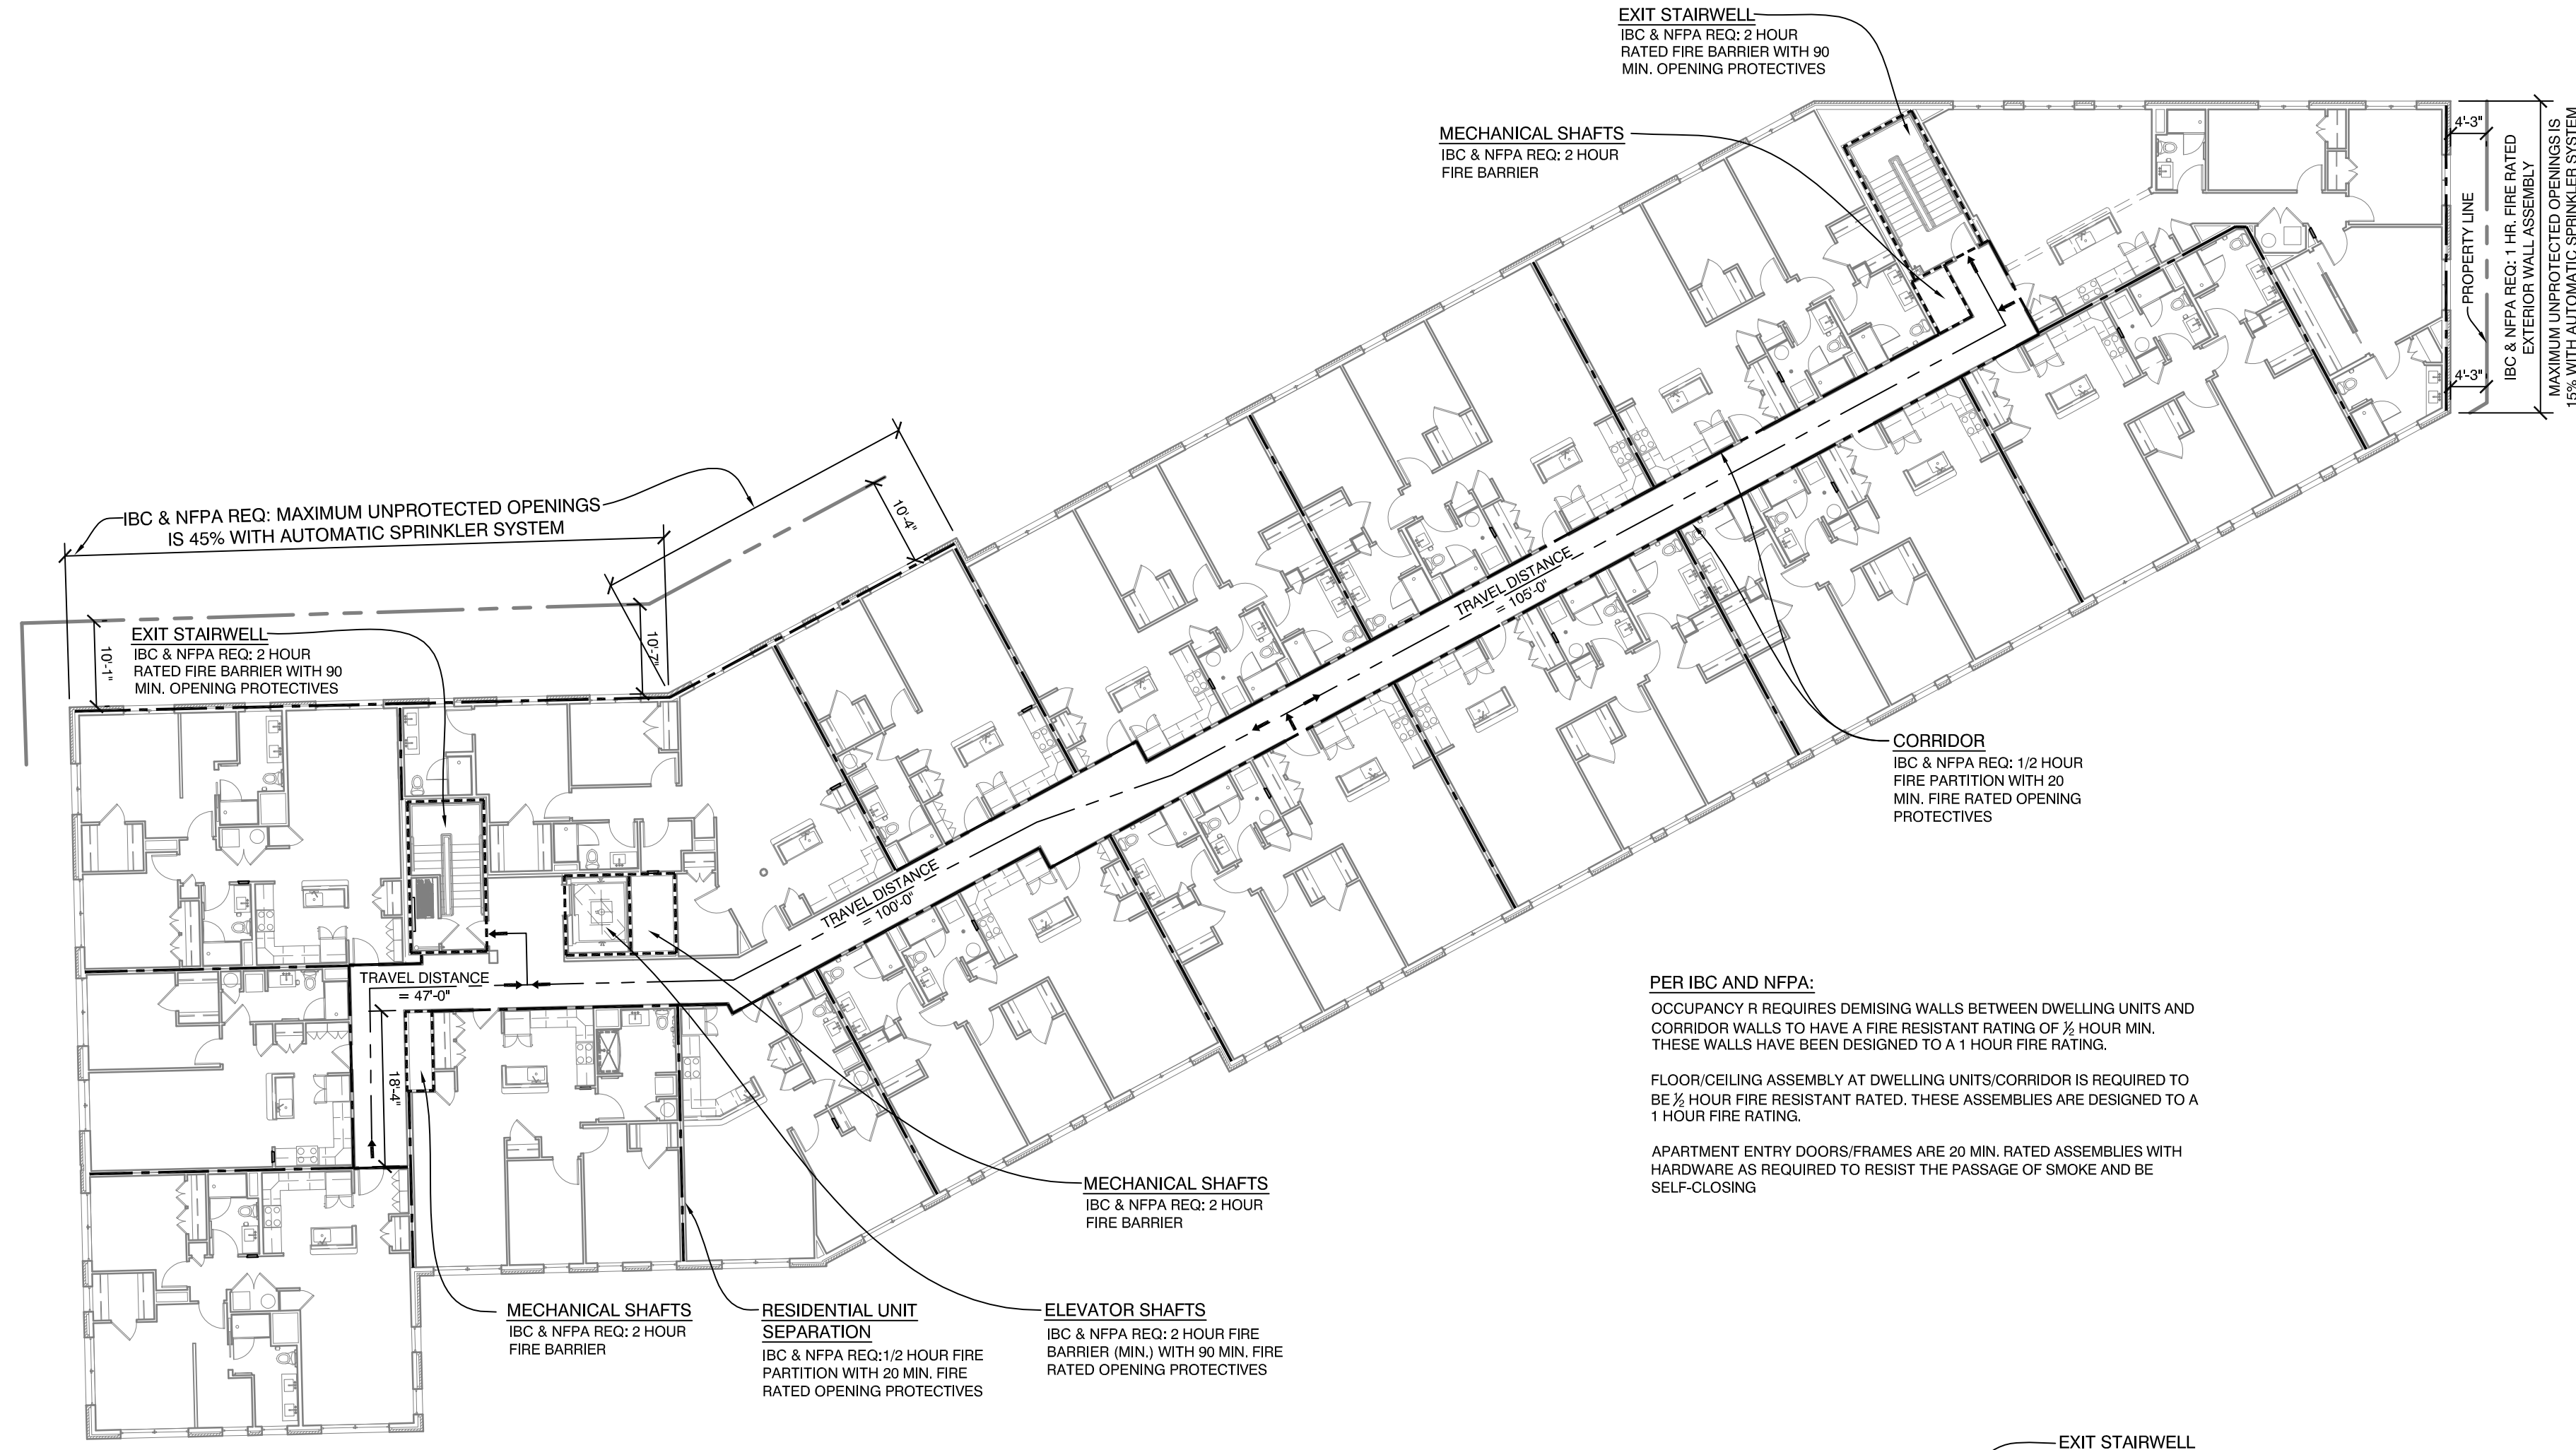 EXIT STAIRWELL
IBC & NFPA REQ: 2 HOUR
RATED FIRE BARRIER WITH 90
MIN. OPENING PROTECTIVES
MECHANICAL SHAFTS
IBC & NFPA REQ: 2 HOUR
FIRE BARRIER
4'-3"
PROPERTY LINE
4'-3"
IBC & NFPA REQ: 1 HR. FIRE RATED
EXTERIOR WALL ASSEMBLY
MAXIMUM UNPROTECTED OPENINGS IS
15% WITH AUTOMATIC SPRINKLER SYSTEM
IBC & NFPA REQ: MAXIMUM UNPROTECTED OPENINGS
IS 45% WITH AUTOMATIC SPRINKLER SYSTEM
10'-4"
10'-1"
10'-7"
EXIT STAIRWELL
IBC & NFPA REQ: 2 HOUR
RATED FIRE BARRIER WITH 90
MIN. OPENING PROTECTIVES
TRAVEL DISTANCE
= 105'-0"
CORRIDOR
IBC & NFPA REQ: 1/2 HOUR
FIRE PARTITION WITH 20
MIN. FIRE RATED OPENING
PROTECTIVES
TRAVEL DISTANCE
= 100'-0"
TRAVEL DISTANCE
= 47'-0"
18'-4"
PER IBC AND NFPA:
OCCUPANCY R REQUIRES DEMISING WALLS BETWEEN DWELLING UNITS AND
CORRIDOR WALLS TO HAVE A FIRE RESISTANT RATING OF ½ HOUR MIN.
THESE WALLS HAVE BEEN DESIGNED TO A 1 HOUR FIRE RATING.
FLOOR/CEILING ASSEMBLY AT DWELLING UNITS/CORRIDOR IS REQUIRED TO
BE ½ HOUR FIRE RESISTANT RATED. THESE ASSEMBLIES ARE DESIGNED TO A
1 HOUR FIRE RATING.
APARTMENT ENTRY DOORS/FRAMES ARE 20 MIN. RATED ASSEMBLIES WITH
HARDWARE AS REQUIRED TO RESIST THE PASSAGE OF SMOKE AND BE
SELF-CLOSING
MECHANICAL SHAFTS
IBC & NFPA REQ: 2 HOUR
FIRE BARRIER
MECHANICAL SHAFTS
IBC & NFPA REQ: 2 HOUR
FIRE BARRIER
RESIDENTIAL UNIT
SEPARATION
IBC & NFPA REQ:1/2 HOUR FIRE
PARTITION WITH 20 MIN. FIRE
RATED OPENING PROTECTIVES
ELEVATOR SHAFTS
IBC & NFPA REQ: 2 HOUR FIRE
BARRIER (MIN.) WITH 90 MIN. FIRE
RATED OPENING PROTECTIVES
EXIT STAIRWELL